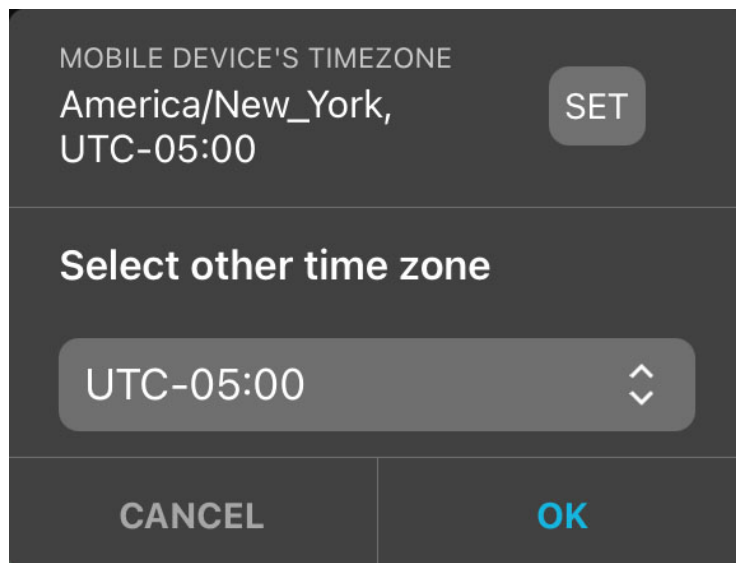 MOBILE DEVICE'S TIMEZONE
America/New_York,
UTC-05:00
SET
Select other time zone
UTC-05:00
CANCEL
OK